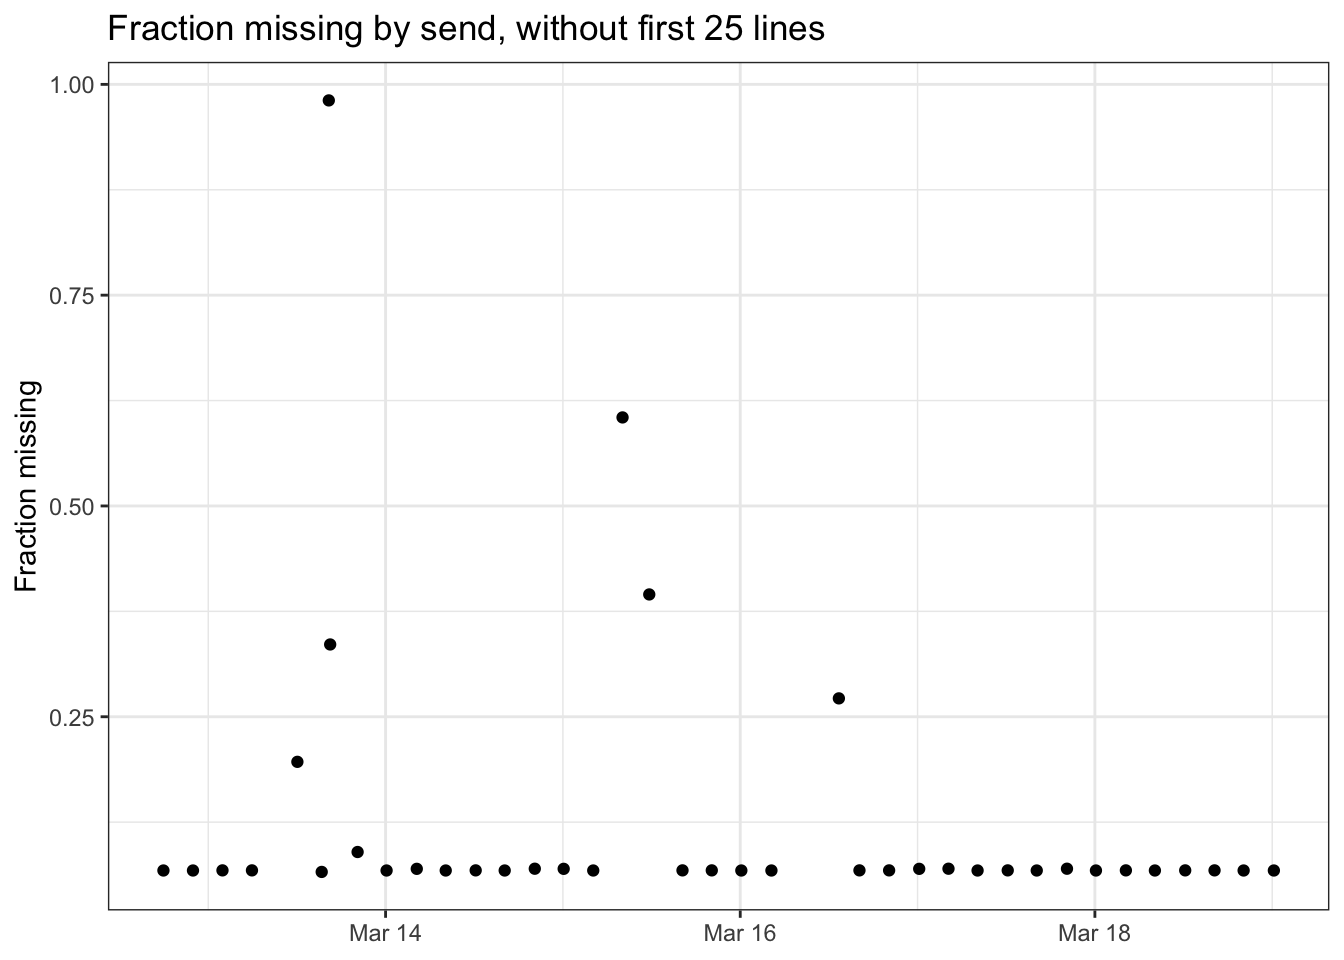 Fraction missing by send, without first 25 lines
Fraction missing
1.00
0.75
0.50
0.25
Mar 14 Mar 16 Mar 18